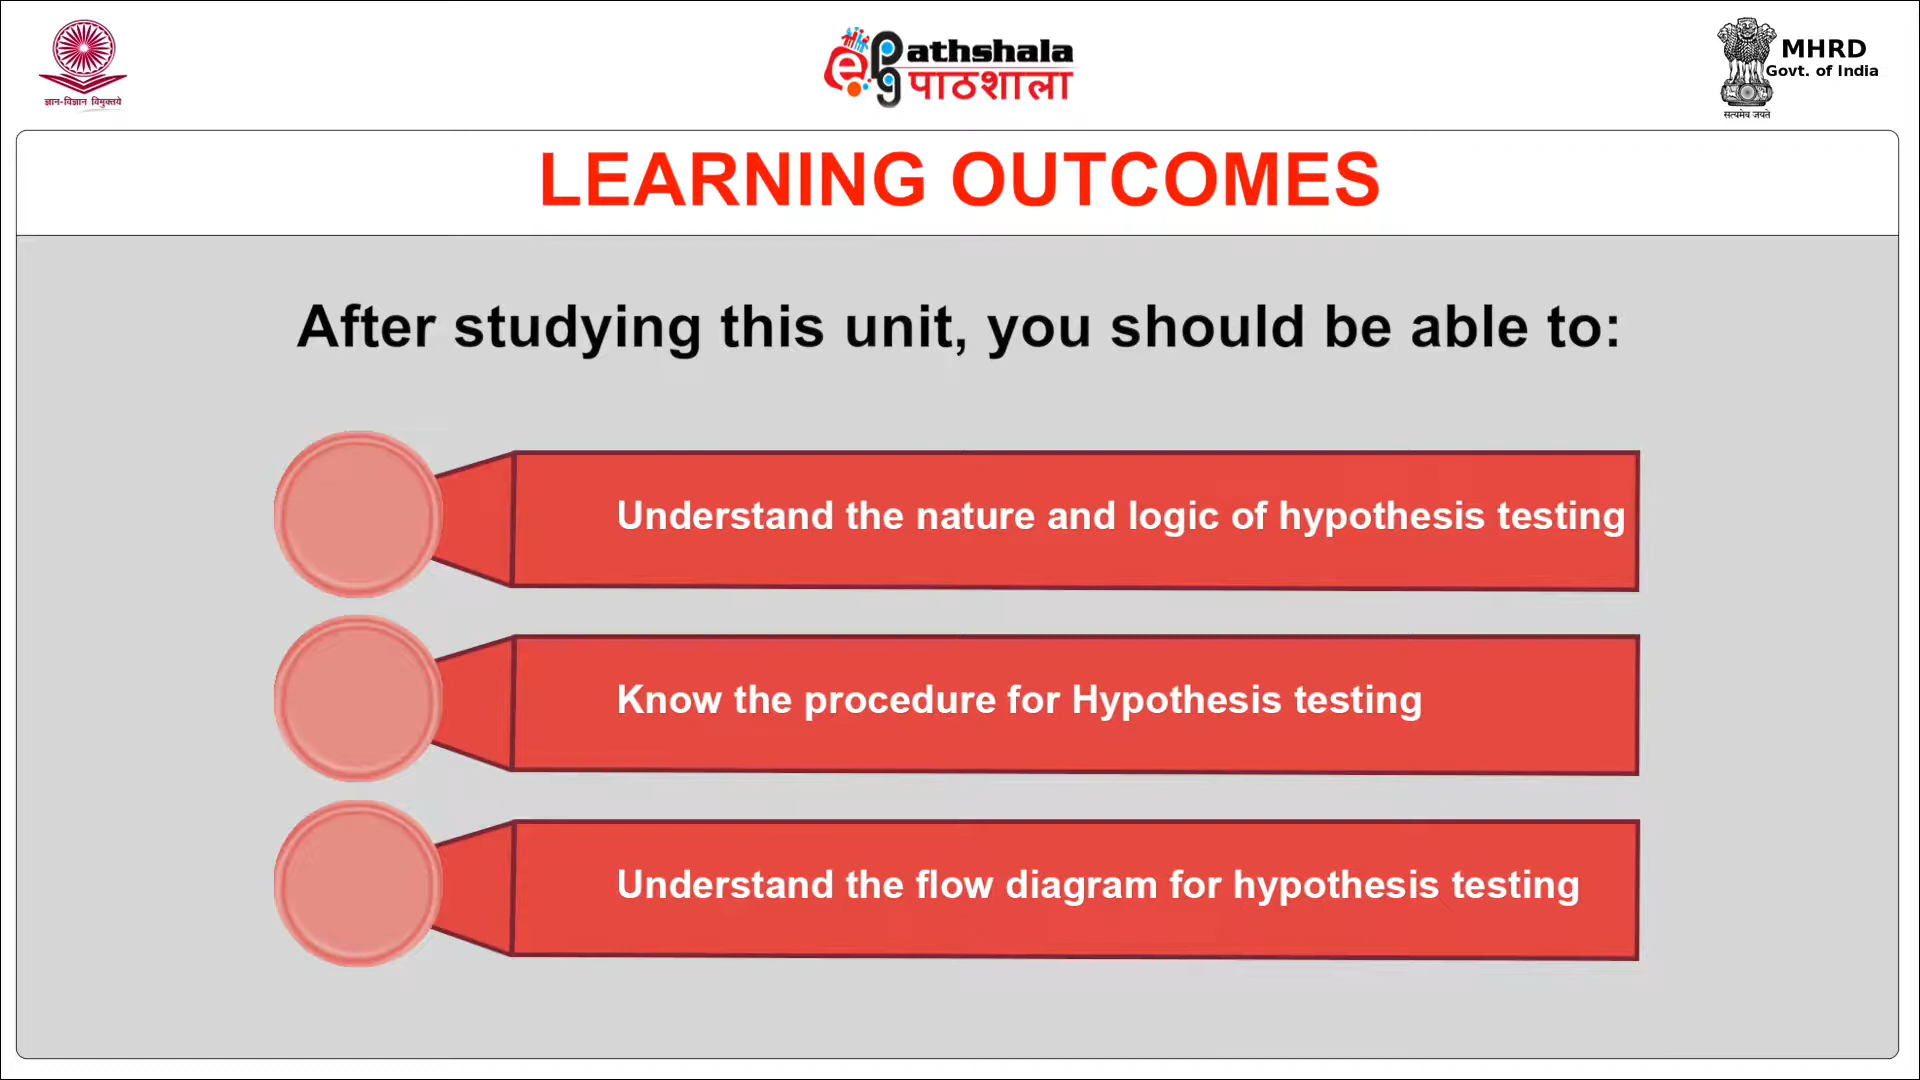 ज्ञान-विज्ञान विमुक्तये
epgathshala
पाठशाला
MHRD
Govt. of India
सत्यमेव जयते
LEARNING OUTCOMES
After studying this unit, you should be able to:
Understand the nature and logic of hypothesis testing
Know the procedure for Hypothesis testing
Understand the flow diagram for hypothesis testing